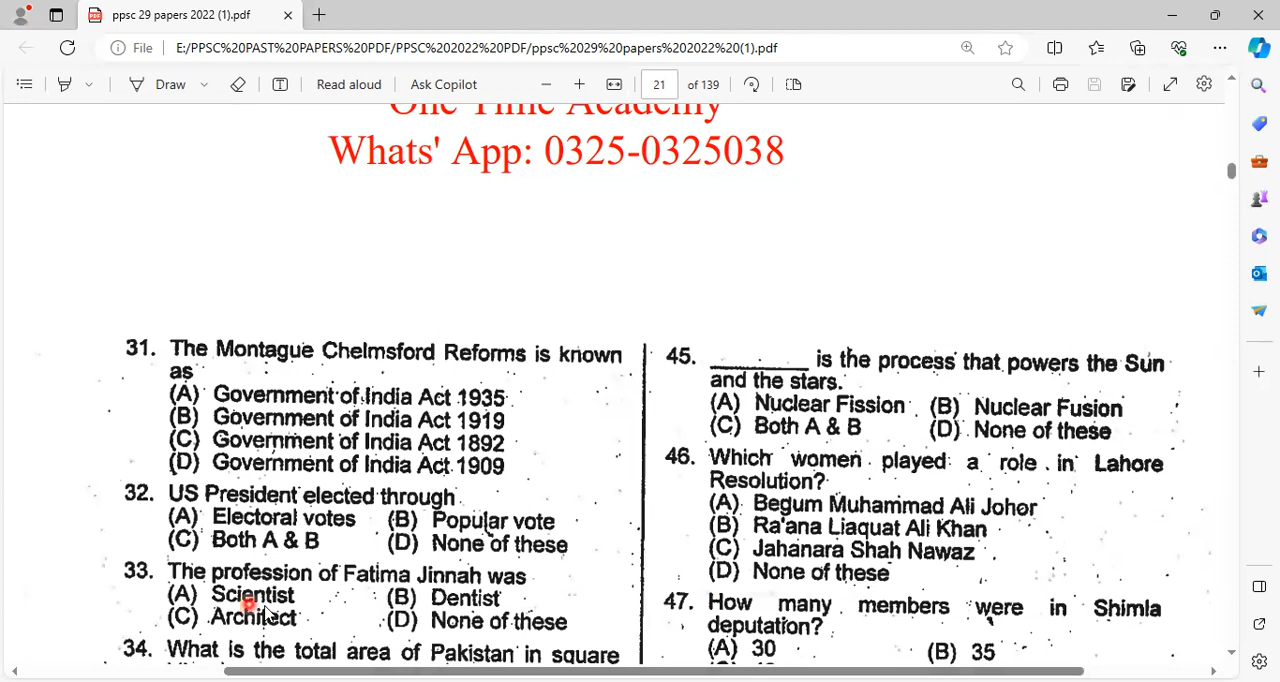 ppsc 29 papers 2022 (1).pdf
File
E:/PPSC%20PAST%20PAPERS%20PDF/PPSC%202022%20PDF/ppsc%2029%20papers%202022%20(1).pdf
Draw
Read aloud
Ask Copilot
21 of 139
One Time Academy
Whats' App: 0325-0325038
31. The Montague Chelmsford Reforms is known
as
(A) Government of India Act 1935
(B) Government of India Act 1919
(C) Government of India Act 1892
(D) Government of India Act 1909
32. US President elected through
(A) Electoral votes (B) Popular vote
(C) Both A & B (D) None of these
33. The profession of Fatima Jinnah was
(A) Scientist (B) Dentist
(C) Architect (D) None of these
34. What is the total area of Pakistan in square
45. ________ is the process that powers the Sun
and the stars.
(A) Nuclear Fission (B) Nuclear Fusion
(C) Both A & B (D) None of these
46. Which women played a role in Lahore
Resolution?
(A) Begum Muhammad Ali Johor
(B) Ra'ana Liaquat Ali Khan
(C) Jahanara Shah Nawaz
(D) None of these
47. How many members were in Shimla
deputation?
(A) 30 (B) 35